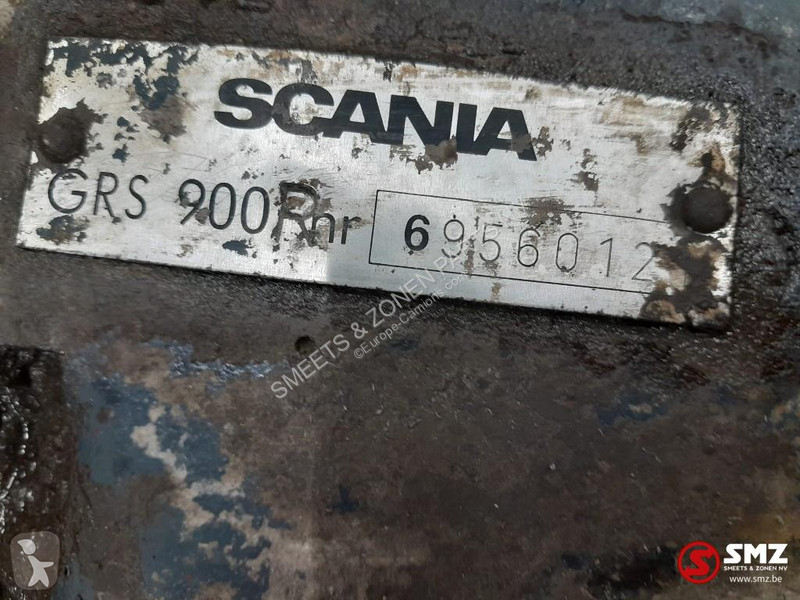 SCANIA
GRS 900R nr 6956012
SMEETS & ZONEN
©Europe-Camions.com
SMZ
SMEETS & ZONEN NV
www.smz.be